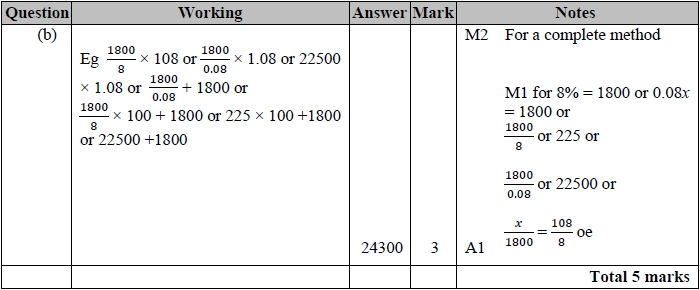 Question Working Answer Mark Notes
(b) M2 For a complete method
Eg 1800/8 × 108 or 1800/0.08 × 1.08 or 22500
× 1.08 or 1800/0.08 + 1800 or
1800/8 × 100 + 1800 or 225 × 100 +1800
or 22500 +1800
M1 for 8% = 1800 or 0.08x
= 1800 or
1800/8 or 225 or
1800/0.08 or 22500 or
x/1800 = 108/8 oe
24300 3 A1
Total 5 marks